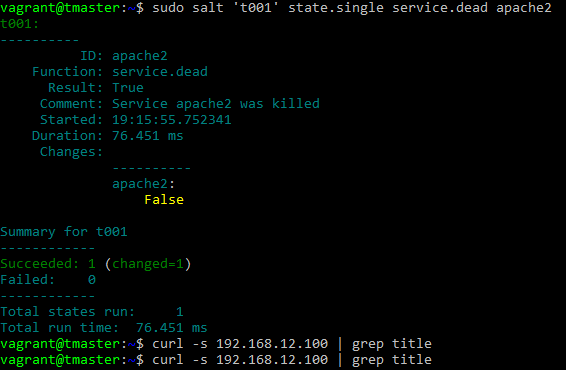 vagrant@tmaster:~$ sudo salt 't001' state.single service.dead apache2
t001:
----------
          ID: apache2
    Function: service.dead
      Result: True
     Comment: Service apache2 was killed
     Started: 19:15:55.752341
    Duration: 76.451 ms
     Changes:
              ----------
              apache2:
                  False

Summary for t001
------------
Succeeded: 1 (changed=1)
Failed:    0
------------
Total states run:     1
Total run time:  76.451 ms
vagrant@tmaster:~$ curl -s 192.168.12.100 | grep title
vagrant@tmaster:~$ curl -s 192.168.12.100 | grep title